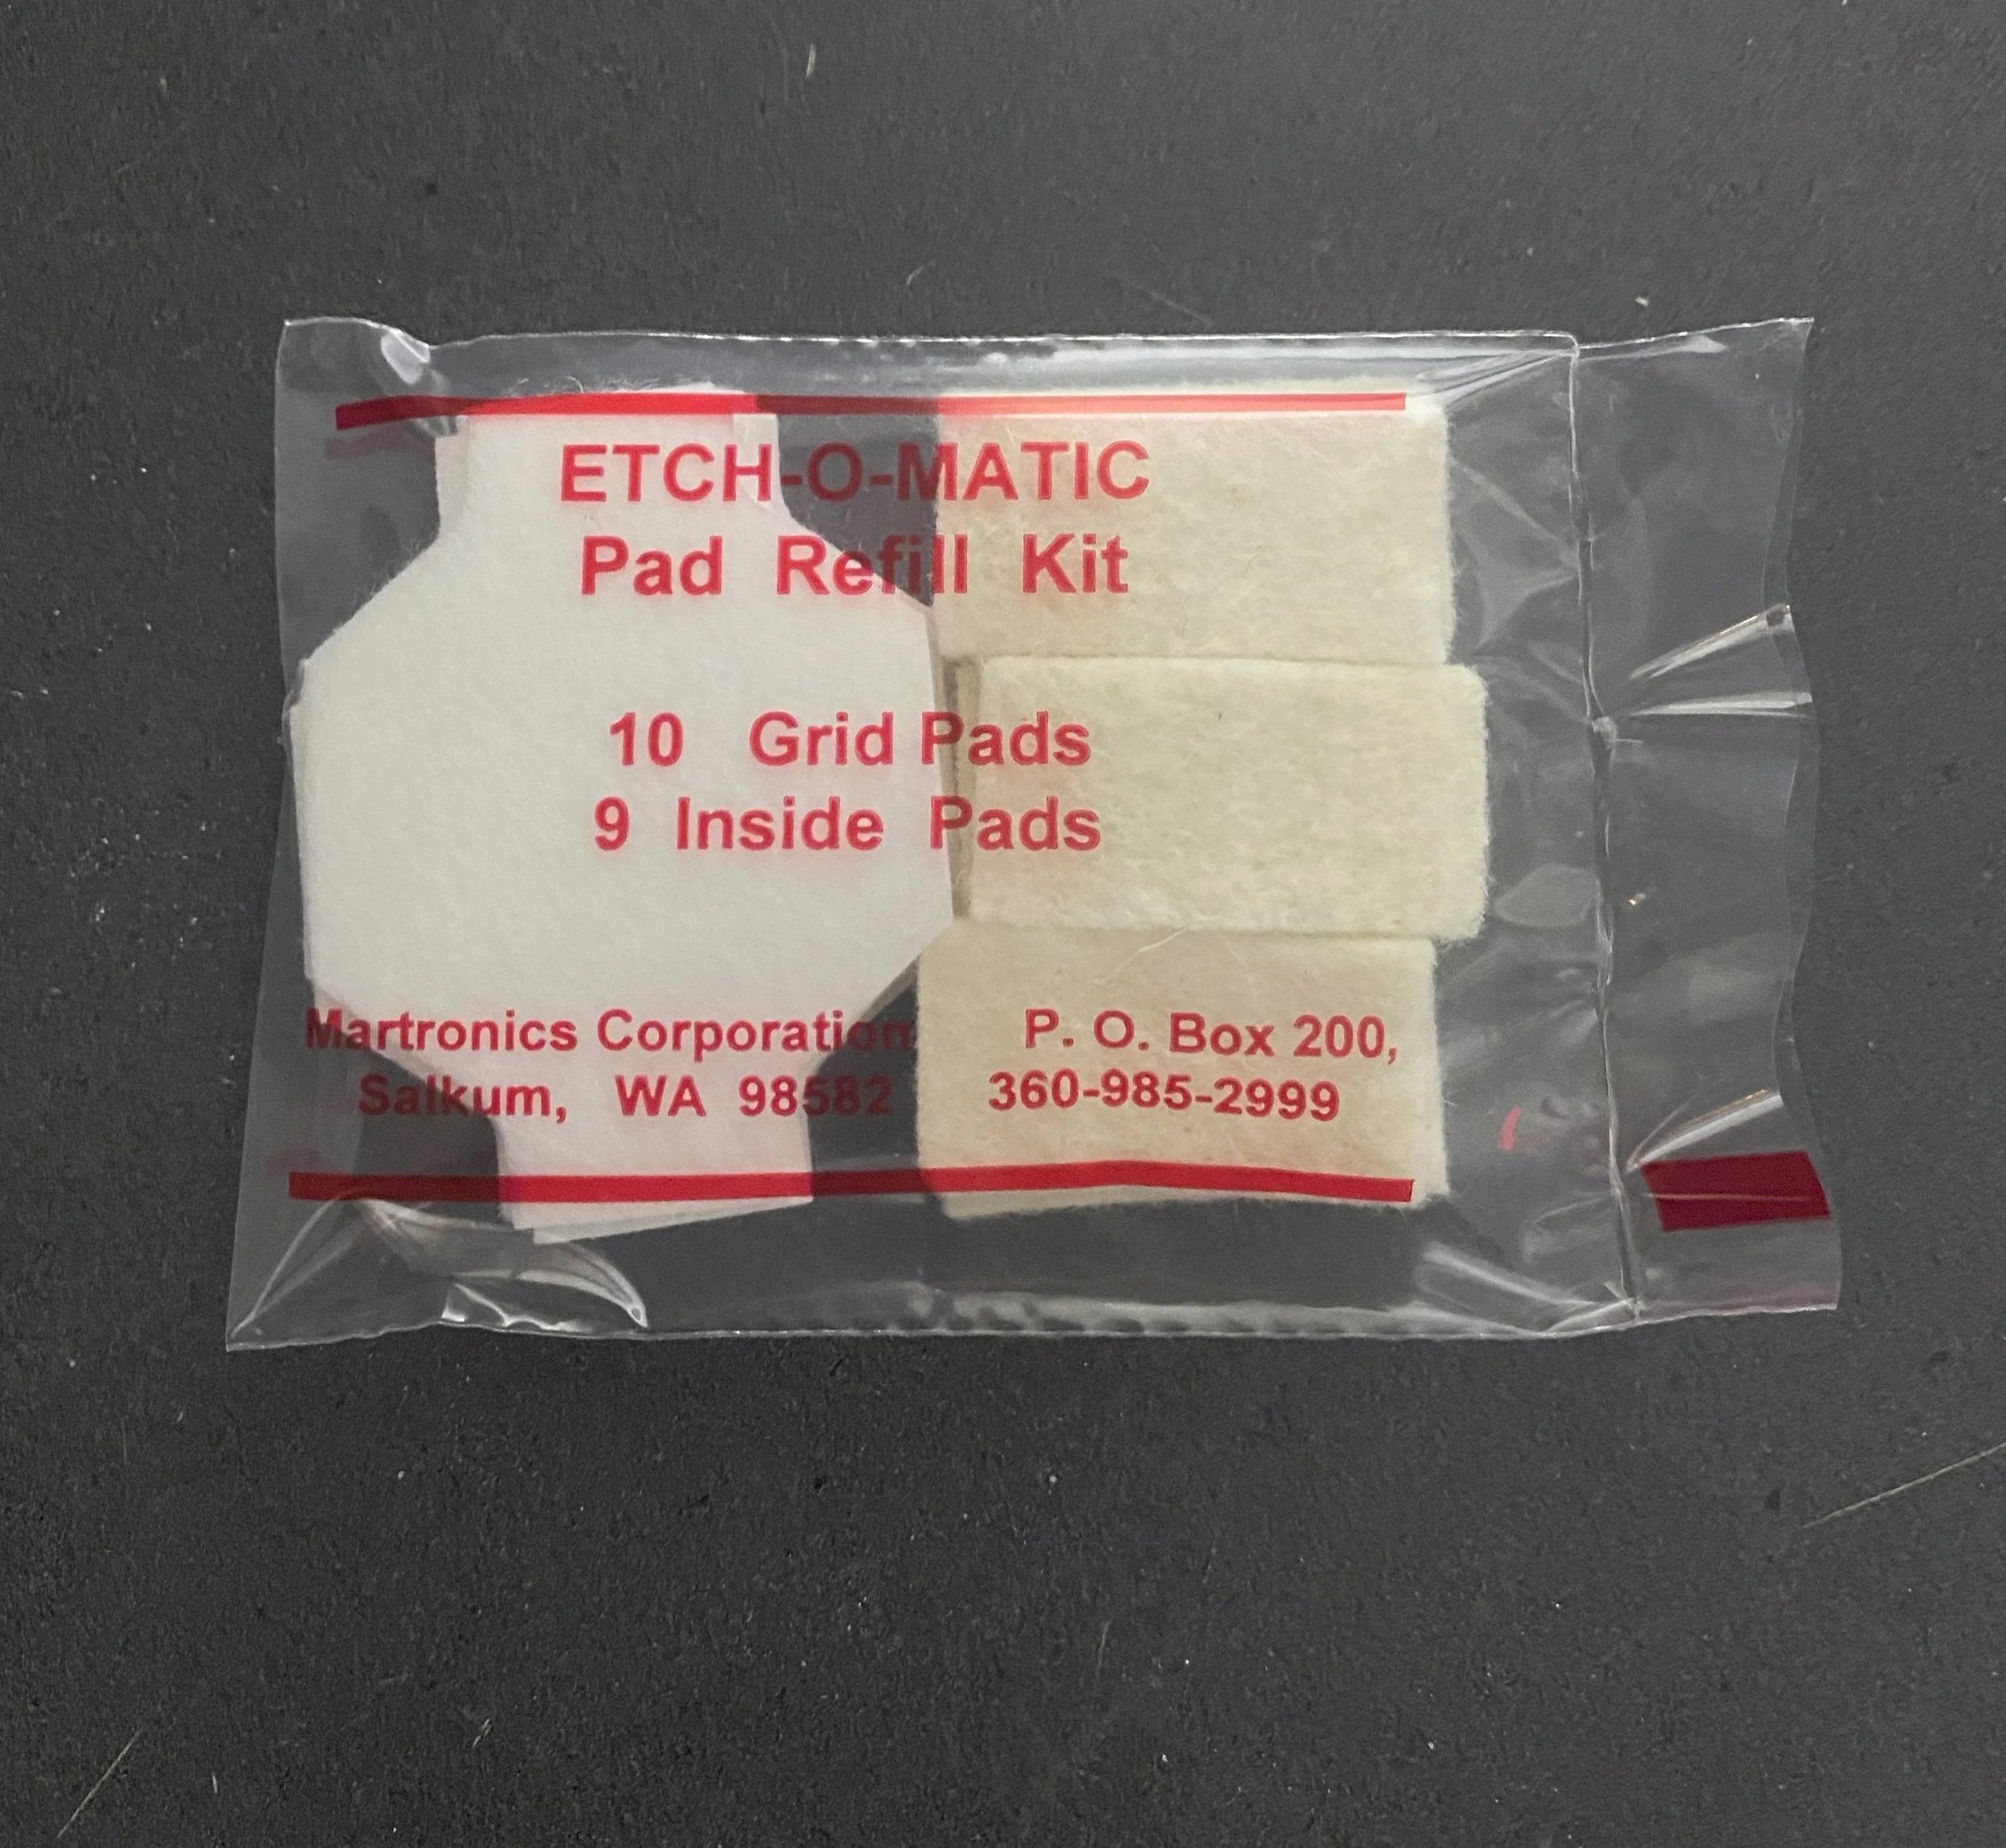 ETCH-O-MATIC
Pad Refill Kit
10 Grid Pads
9 Inside Pads
Martronics Corporation P. O. Box 200,
Salkum, WA 98582 360-985-2999